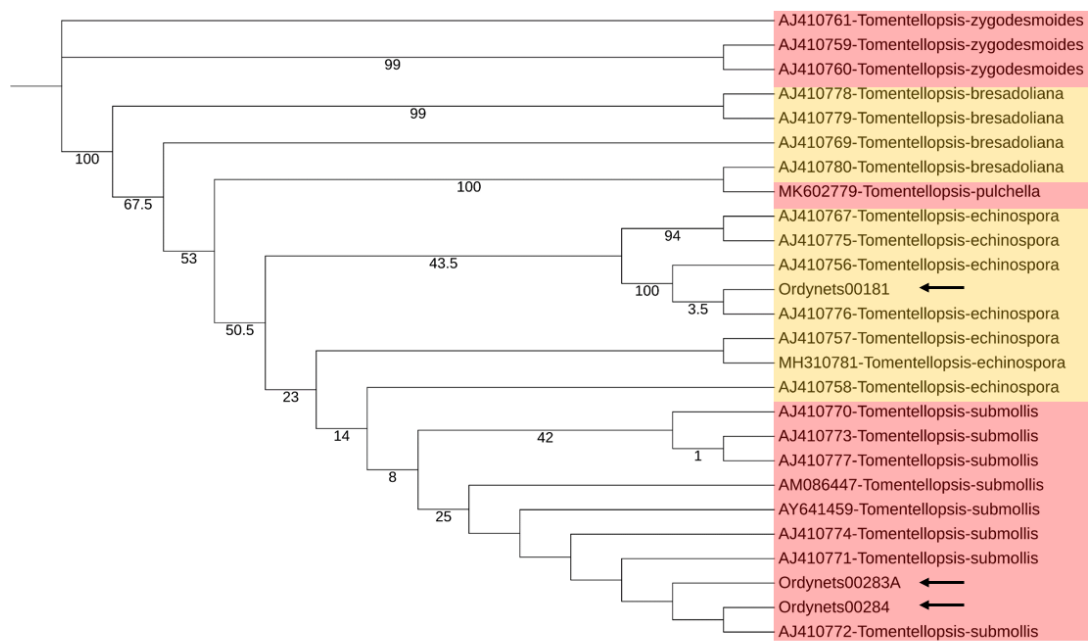 AJ410761-Tomentellopsis-zygodesmoides
AJ410759-Tomentellopsis-zygodesmoides
99
AJ410760-Tomentellopsis-zygodesmoides
AJ410778-Tomentellopsis-bresadoliana
99
AJ410779-Tomentellopsis-bresadoliana
AJ410769-Tomentellopsis-bresadoliana
100
AJ410780-Tomentellopsis-bresadoliana
100
MK602779-Tomentellopsis-pulchella
67.5
AJ410767-Tomentellopsis-echinospora
94
AJ410775-Tomentellopsis-echinospora
53
43.5
AJ410756-Tomentellopsis-echinospora
100
Ordynets00181
3.5
AJ410776-Tomentellopsis-echinospora
50.5
AJ410757-Tomentellopsis-echinospora
MH310781-Tomentellopsis-echinospora
AJ410758-Tomentellopsis-echinospora
23
AJ410770-Tomentellopsis-submollis
14
42
AJ410773-Tomentellopsis-submollis
1
AJ410777-Tomentellopsis-submollis
8
AM086447-Tomentellopsis-submollis
AY641459-Tomentellopsis-submollis
25
AJ410774-Tomentellopsis-submollis
AJ410771-Tomentellopsis-submollis
Ordynets00283A
Ordynets00284
AJ410772-Tomentellopsis-submollis